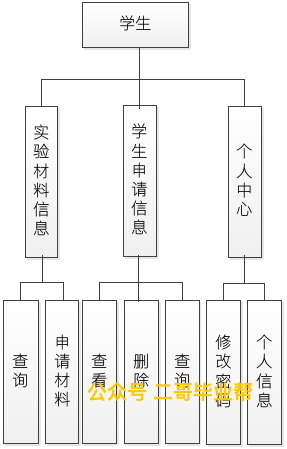 学生
实验材料信息
学生申请信息
个人中心
查询
申请材料
查看
删除
查询
修改密码
个人信息
公众号 二哥毕业帮